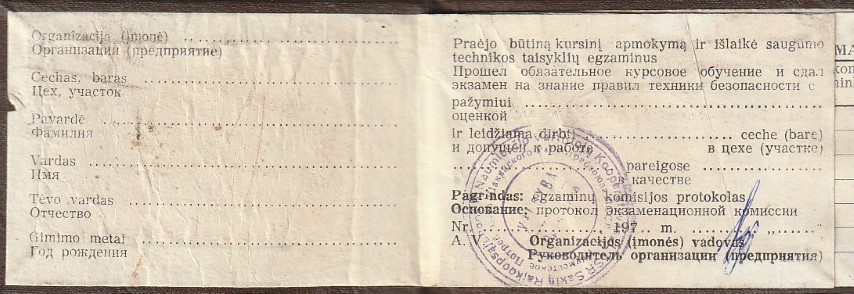 Organizacija (įmonė)
Организация (предприятие)
Cechas, baras
Цех, участок
Pavardė
Фамилия
Vardas
Имя
Tėvo vardas
Отчество
Gimimo metai
Год рождения
Praėjo būtiną kursinį apmokymą ir išlaikė saugumo
technikos taisyklių egzaminus
Прошел обязательное курсовое обучение и сдал
экзамен на знание правил техники безопасности с
pažymiui
оценкой
ir leidžiama dirbti ceche (bare)
и допущен к работе в цехе (участке)
pareigose
в качестве
Pagrindas: egzaminų komisijos protokolas
Основание: протокол экзаменационной комиссии
Nr. 197 m.
A. V. Organizacijos (įmonės) vadovas
Руководитель организации (предприятия)